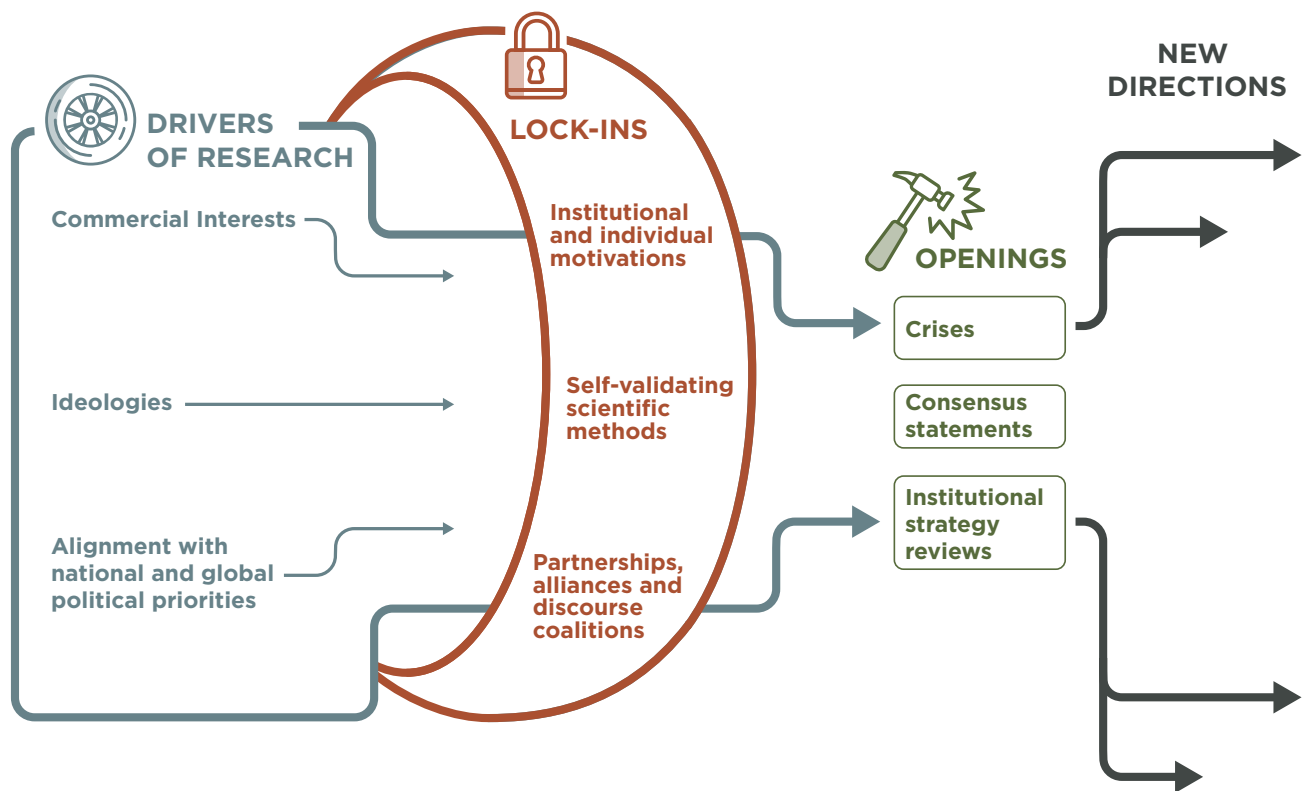 DRIVERS
OF RESEARCH
Commercial Interests
Ideologies
Alignment with
national and global
political priorities
LOCK-INS
Institutional
and individual
motivations
Self-validating
scientific
methods
Partnerships,
alliances and
discourse
coalitions
OPENINGS
Crises
Consensus
statements
Institutional
strategy
reviews
NEW
DIRECTIONS